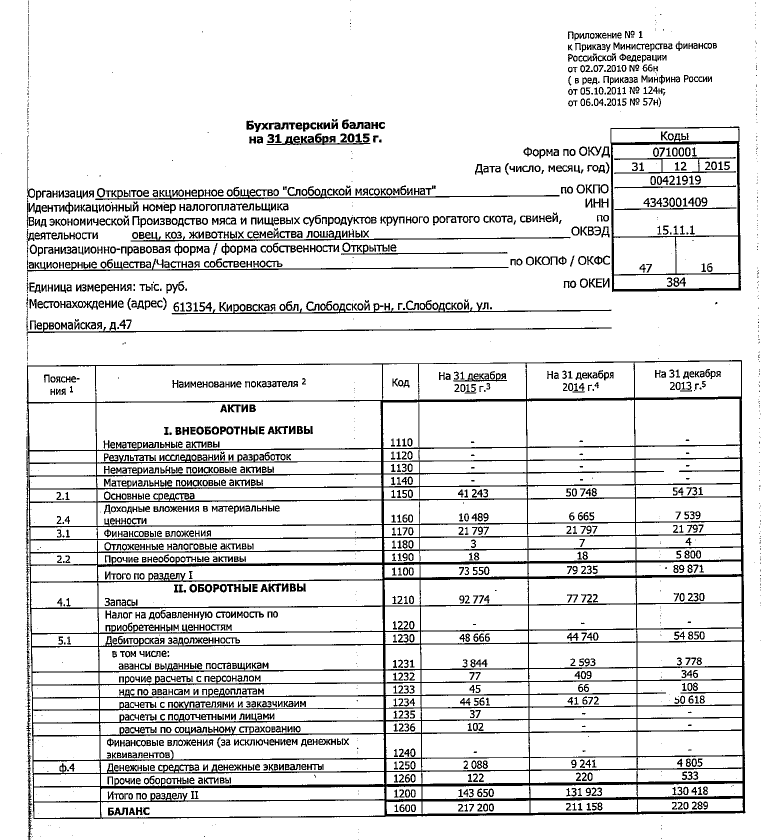 Приложение № 1
к Приказу Министерства финансов
Российской Федерации
от 02.07.2010 № 66н
( в ред. Приказа Минфина России
от 05.10.2011 № 124н;
от 06.04.2015 № 57н)
Бухгалтерский баланс
на 31 декабря 2015 г.
Коды
Форма по ОКУД 0710001
Дата (число, месяц, год) 31 12 2015
Организация Открытое акционерное общество "Слободской мясокомбинат" по ОКПО 00421919
Идентификационный номер налогоплательщика ИНН 4343001409
Вид экономической Производство мяса и пищевых субпродуктов крупного рогатого скота, свиней, по
деятельности овец, коз, животных семейства лошадиных ОКВЭД 15.11.1
Организационно-правовая форма / форма собственности Открытые
акционерные общества/Частная собственность по ОКОПФ / ОКФС 47 16
Единица измерения: тыс. руб. по ОКЕИ 384
Местонахождение (адрес) 613154, Кировская обл, Слободской р-н, г.Слободской, ул.
Первомайская, д.47
Поясне- На 31 декабря На 31 декабря На 31 декабря
ния 1 Наименование показателя 2 Код 2015 г.3 2014 г.4 2013 г.5
АКТИВ
I. ВНЕОБОРОТНЫЕ АКТИВЫ
Нематериальные активы 1110 - - -
Результаты исследований и разработок 1120 - - -
Нематериальные поисковые активы 1130 - - -
Материальные поисковые активы 1140 - - -
2.1 Основные средства 1150 41 243 50 748 54 731
Доходные вложения в материальные
2.4 ценности 1160 10 489 6 665 7 539
3.1 Финансовые вложения 1170 21 797 21 797 21 797
Отложенные налоговые активы 1180 3 7 4
2.2 Прочие внеоборотные активы 1190 18 18 5 800
Итого по разделу I 1100 73 550 79 235 89 871
II. ОБОРОТНЫЕ АКТИВЫ
4.1 Запасы 1210 92 774 77 722 70 230
Налог на добавленную стоимость по
приобретенным ценностям 1220 - - -
5.1 Дебиторская задолженность 1230 48 666 44 740 54 850
в том числе:
авансы выданные поставщикам 1231 3 844 2 593 3 778
прочие расчеты с персоналом 1232 77 409 346
ндс по авансам и предоплатам 1233 45 66 108
расчеты с покупателями и заказчикаим 1234 44 561 41 672 50 618
расчеты с подотчетными лицами 1235 37 - -
расчеты по социальному страхованию 1236 102 - -
Финансовые вложения (за исключением денежных
эквивалентов) 1240 - - -
ф.4 Денежные средства и денежные эквиваленты 1250 2 088 9 241 4 805
Прочие оборотные активы 1260 122 220 533
Итого по разделу II 1200 143 650 131 923 130 418
БАЛАНС 1600 217 200 211 158 220 289